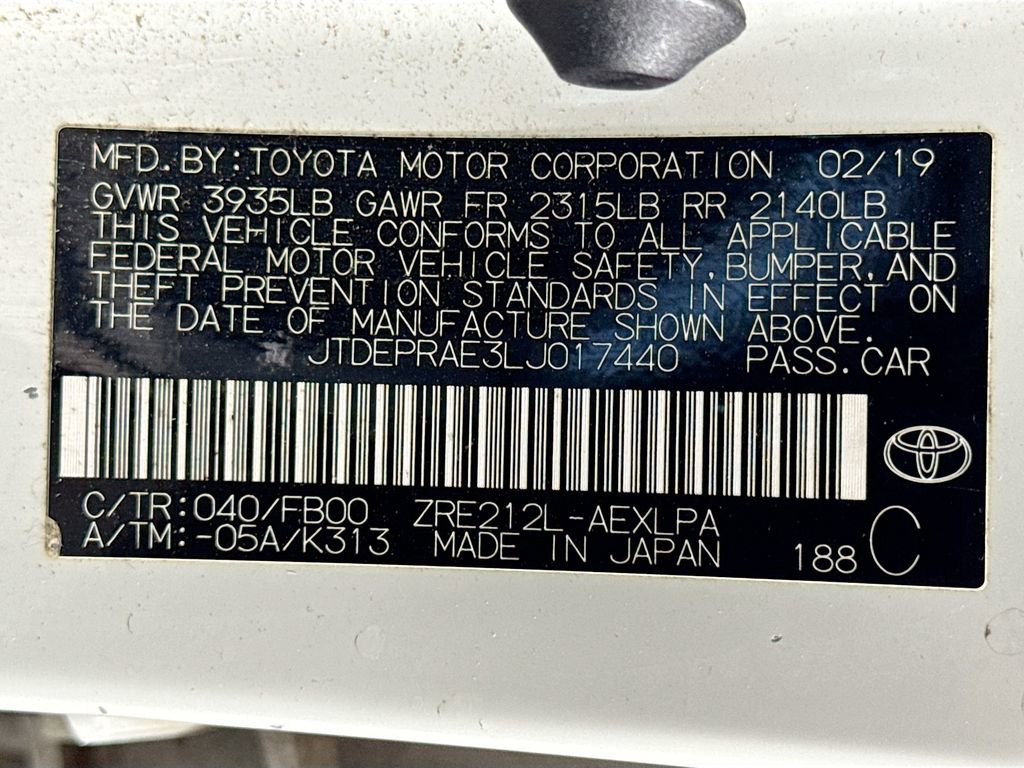 MFD. BY: TOYOTA MOTOR CORPORATION 02/19
GVWR 3935LB GAWR FR 2315LB RR 2140LB
THIS VEHICLE CONFORMS TO ALL APPLICABLE
FEDERAL MOTOR VEHICLE SAFETY, BUMPER, AND
THEFT PREVENTION STANDARDS IN EFFECT ON
THE DATE OF MANUFACTURE SHOWN ABOVE.
JTDEPRAE3LJ017440 PASS. CAR
C/TR: 040/FB00 ZRE212L-AEXLPA
A/TM: -05A/K313 MADE IN JAPAN 188 C